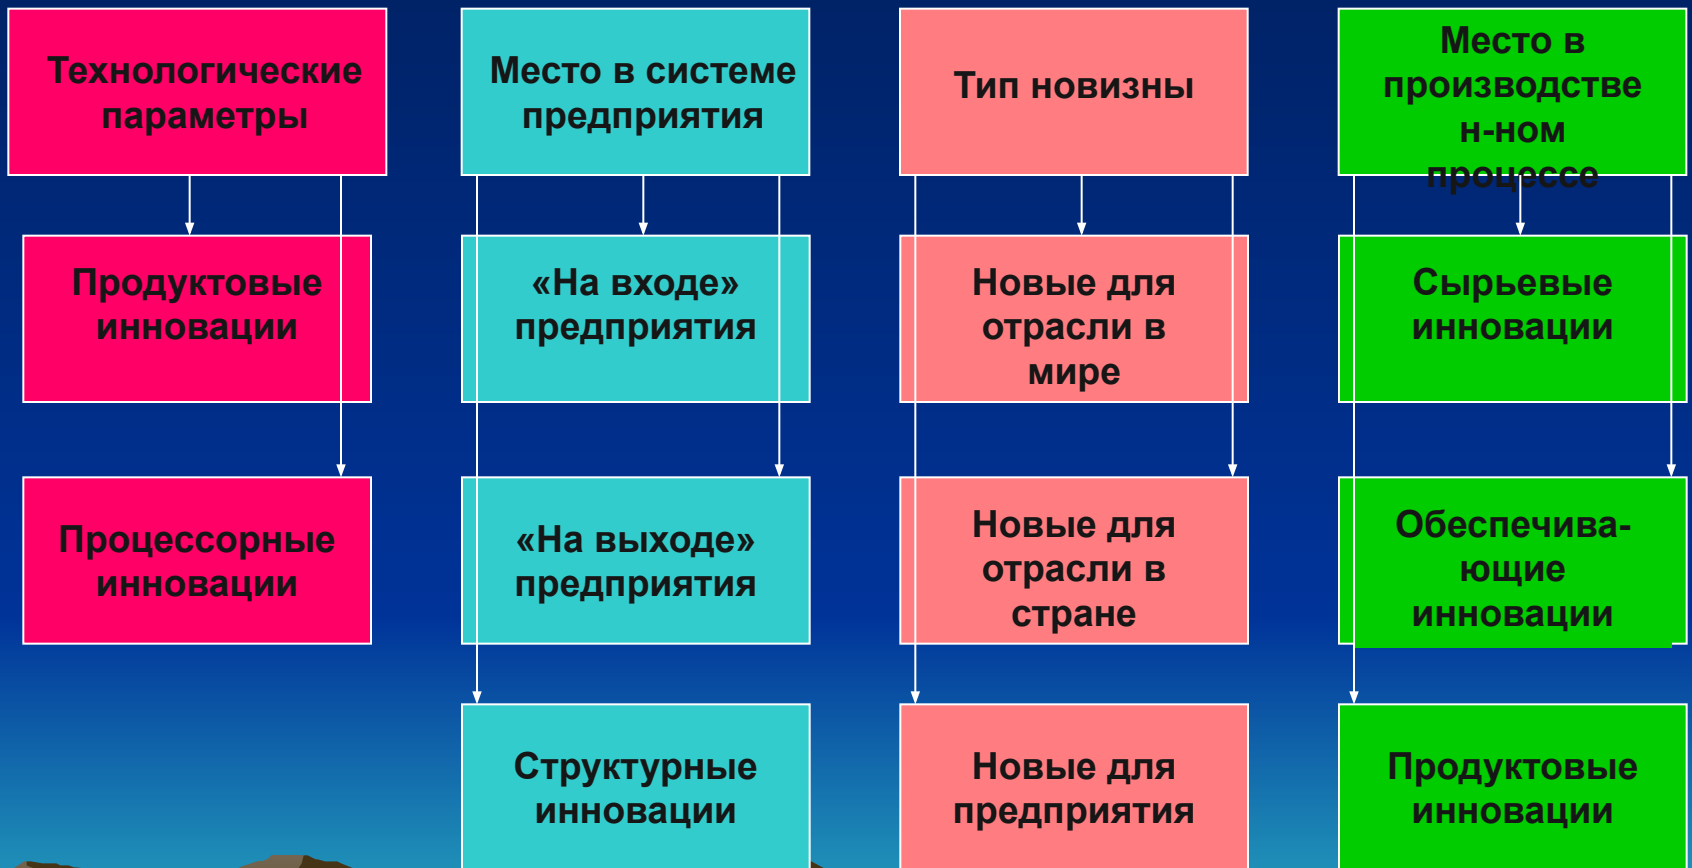 Технологические
параметры
Место в системе
предприятия
Тип новизны
Место в
производстве
н-ном
процессе
Продуктовые
инновации
«На входе»
предприятия
Новые для
отрасли в
мире
Сырьевые
инновации
Процессорные
инновации
«На выходе»
предприятия
Новые для
отрасли в
стране
Обеспечива-
ющие
инновации
Структурные
инновации
Новые для
предприятия
Продуктовые
инновации